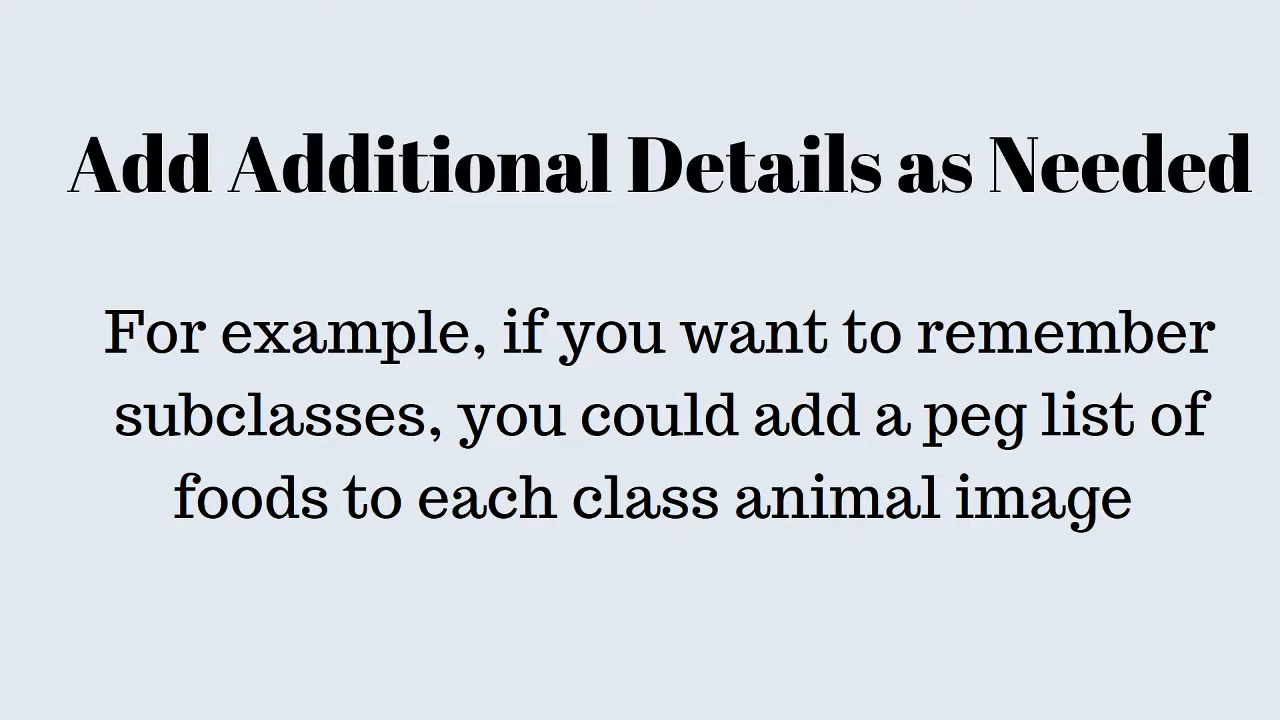 Add Additional Details as Needed
For example, if you want to remember
subclasses, you could add a peg list of
foods to each class animal image